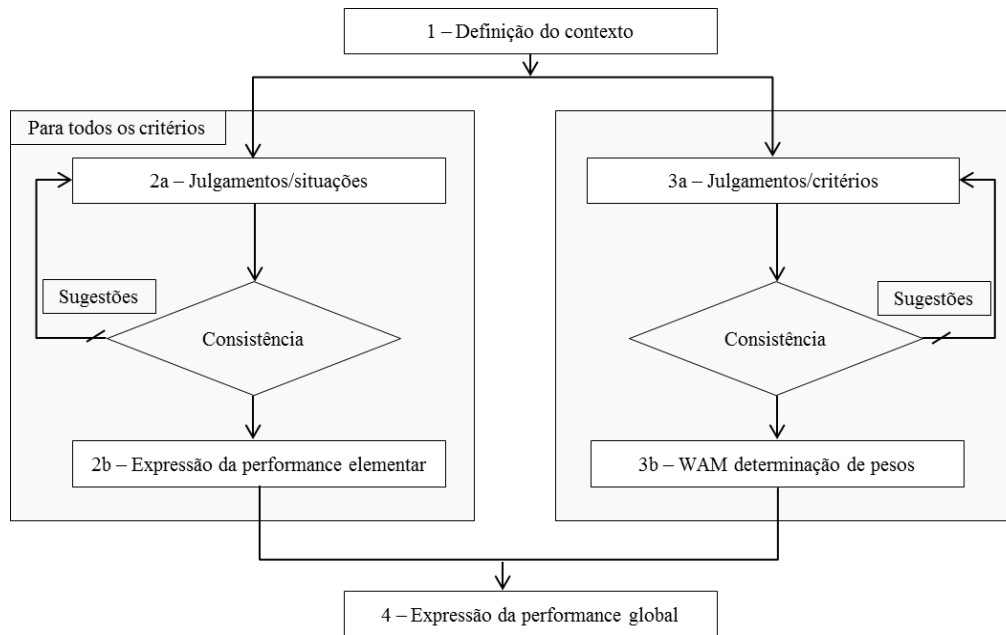 1 – Definição do contexto
Para todos os critérios
2a – Julgamentos/situações
Sugestões
Consistência
2b – Expressão da performance elementar
3a – Julgamentos/critérios
Sugestões
Consistência
3b – WAM determinação de pesos
4 – Expressão da performance global